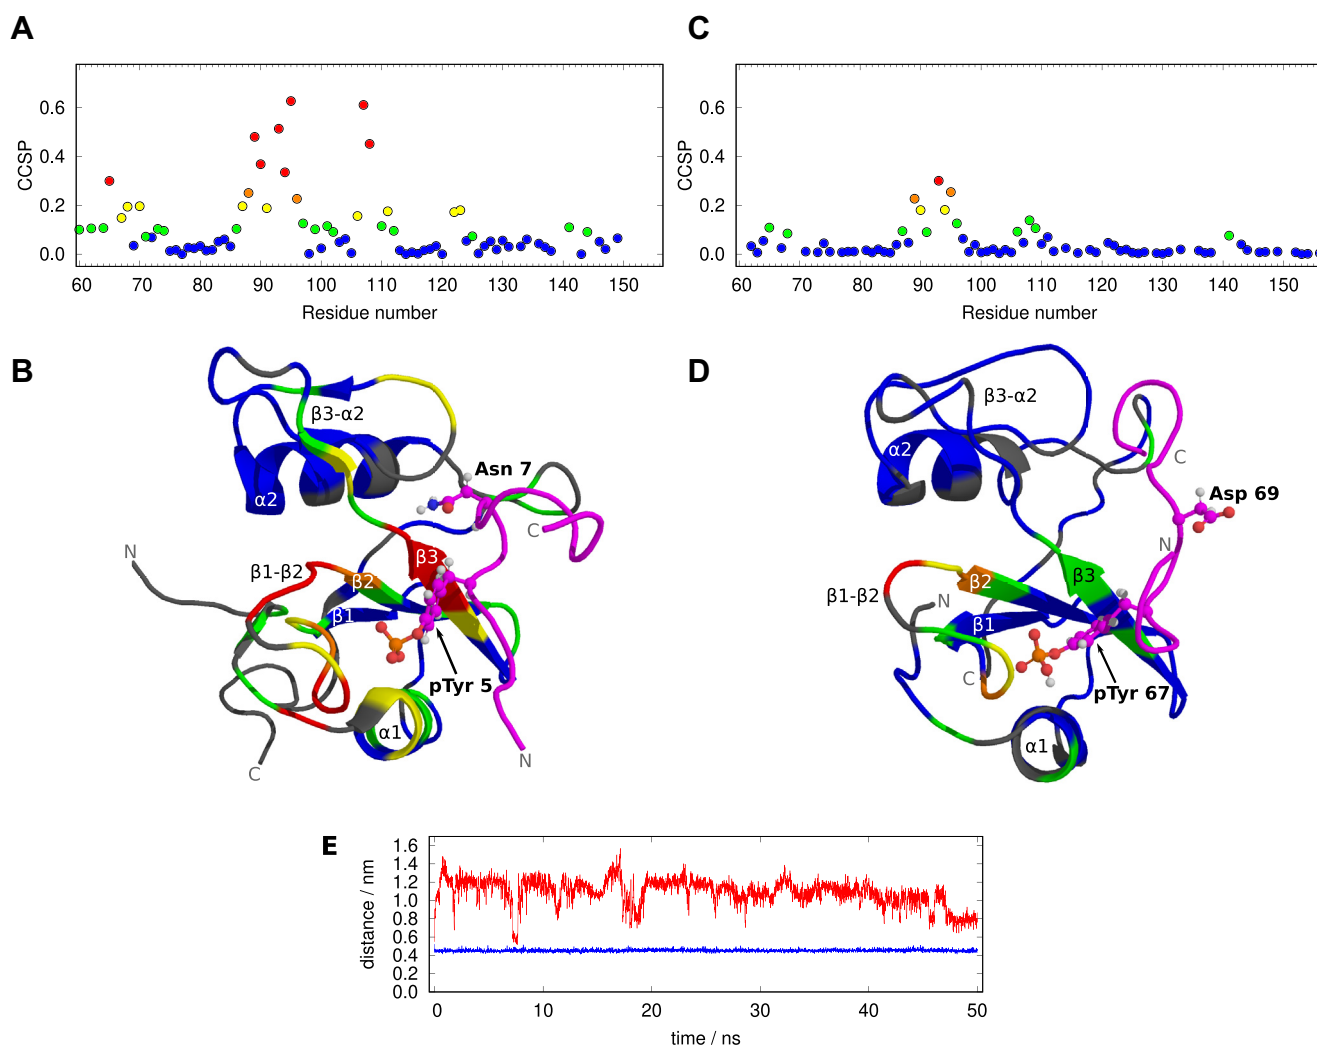 A
C
0.6
0.4
0.2
0.0
CCSP
60 70 80 90 100 110 120 130 140 150
Residue number
0.6
0.4
0.2
0.0
CCSP
60 70 80 90 100 110 120 130 140 150
Residue number
B
β3-α2
α2
Asn 7
C
N
β1-β2
β3
β2
β1
pTyr 5
α1
N
C
D
β3-α2
α2
C
Asp 69
N
β1-β2
β2
β3
N
β1
C
pTyr 67
α1
E
1.6
1.4
1.2
1.0
0.8
0.6
0.4
0.2
0.0
distance / nm
0 10 20 30 40 50
time / ns